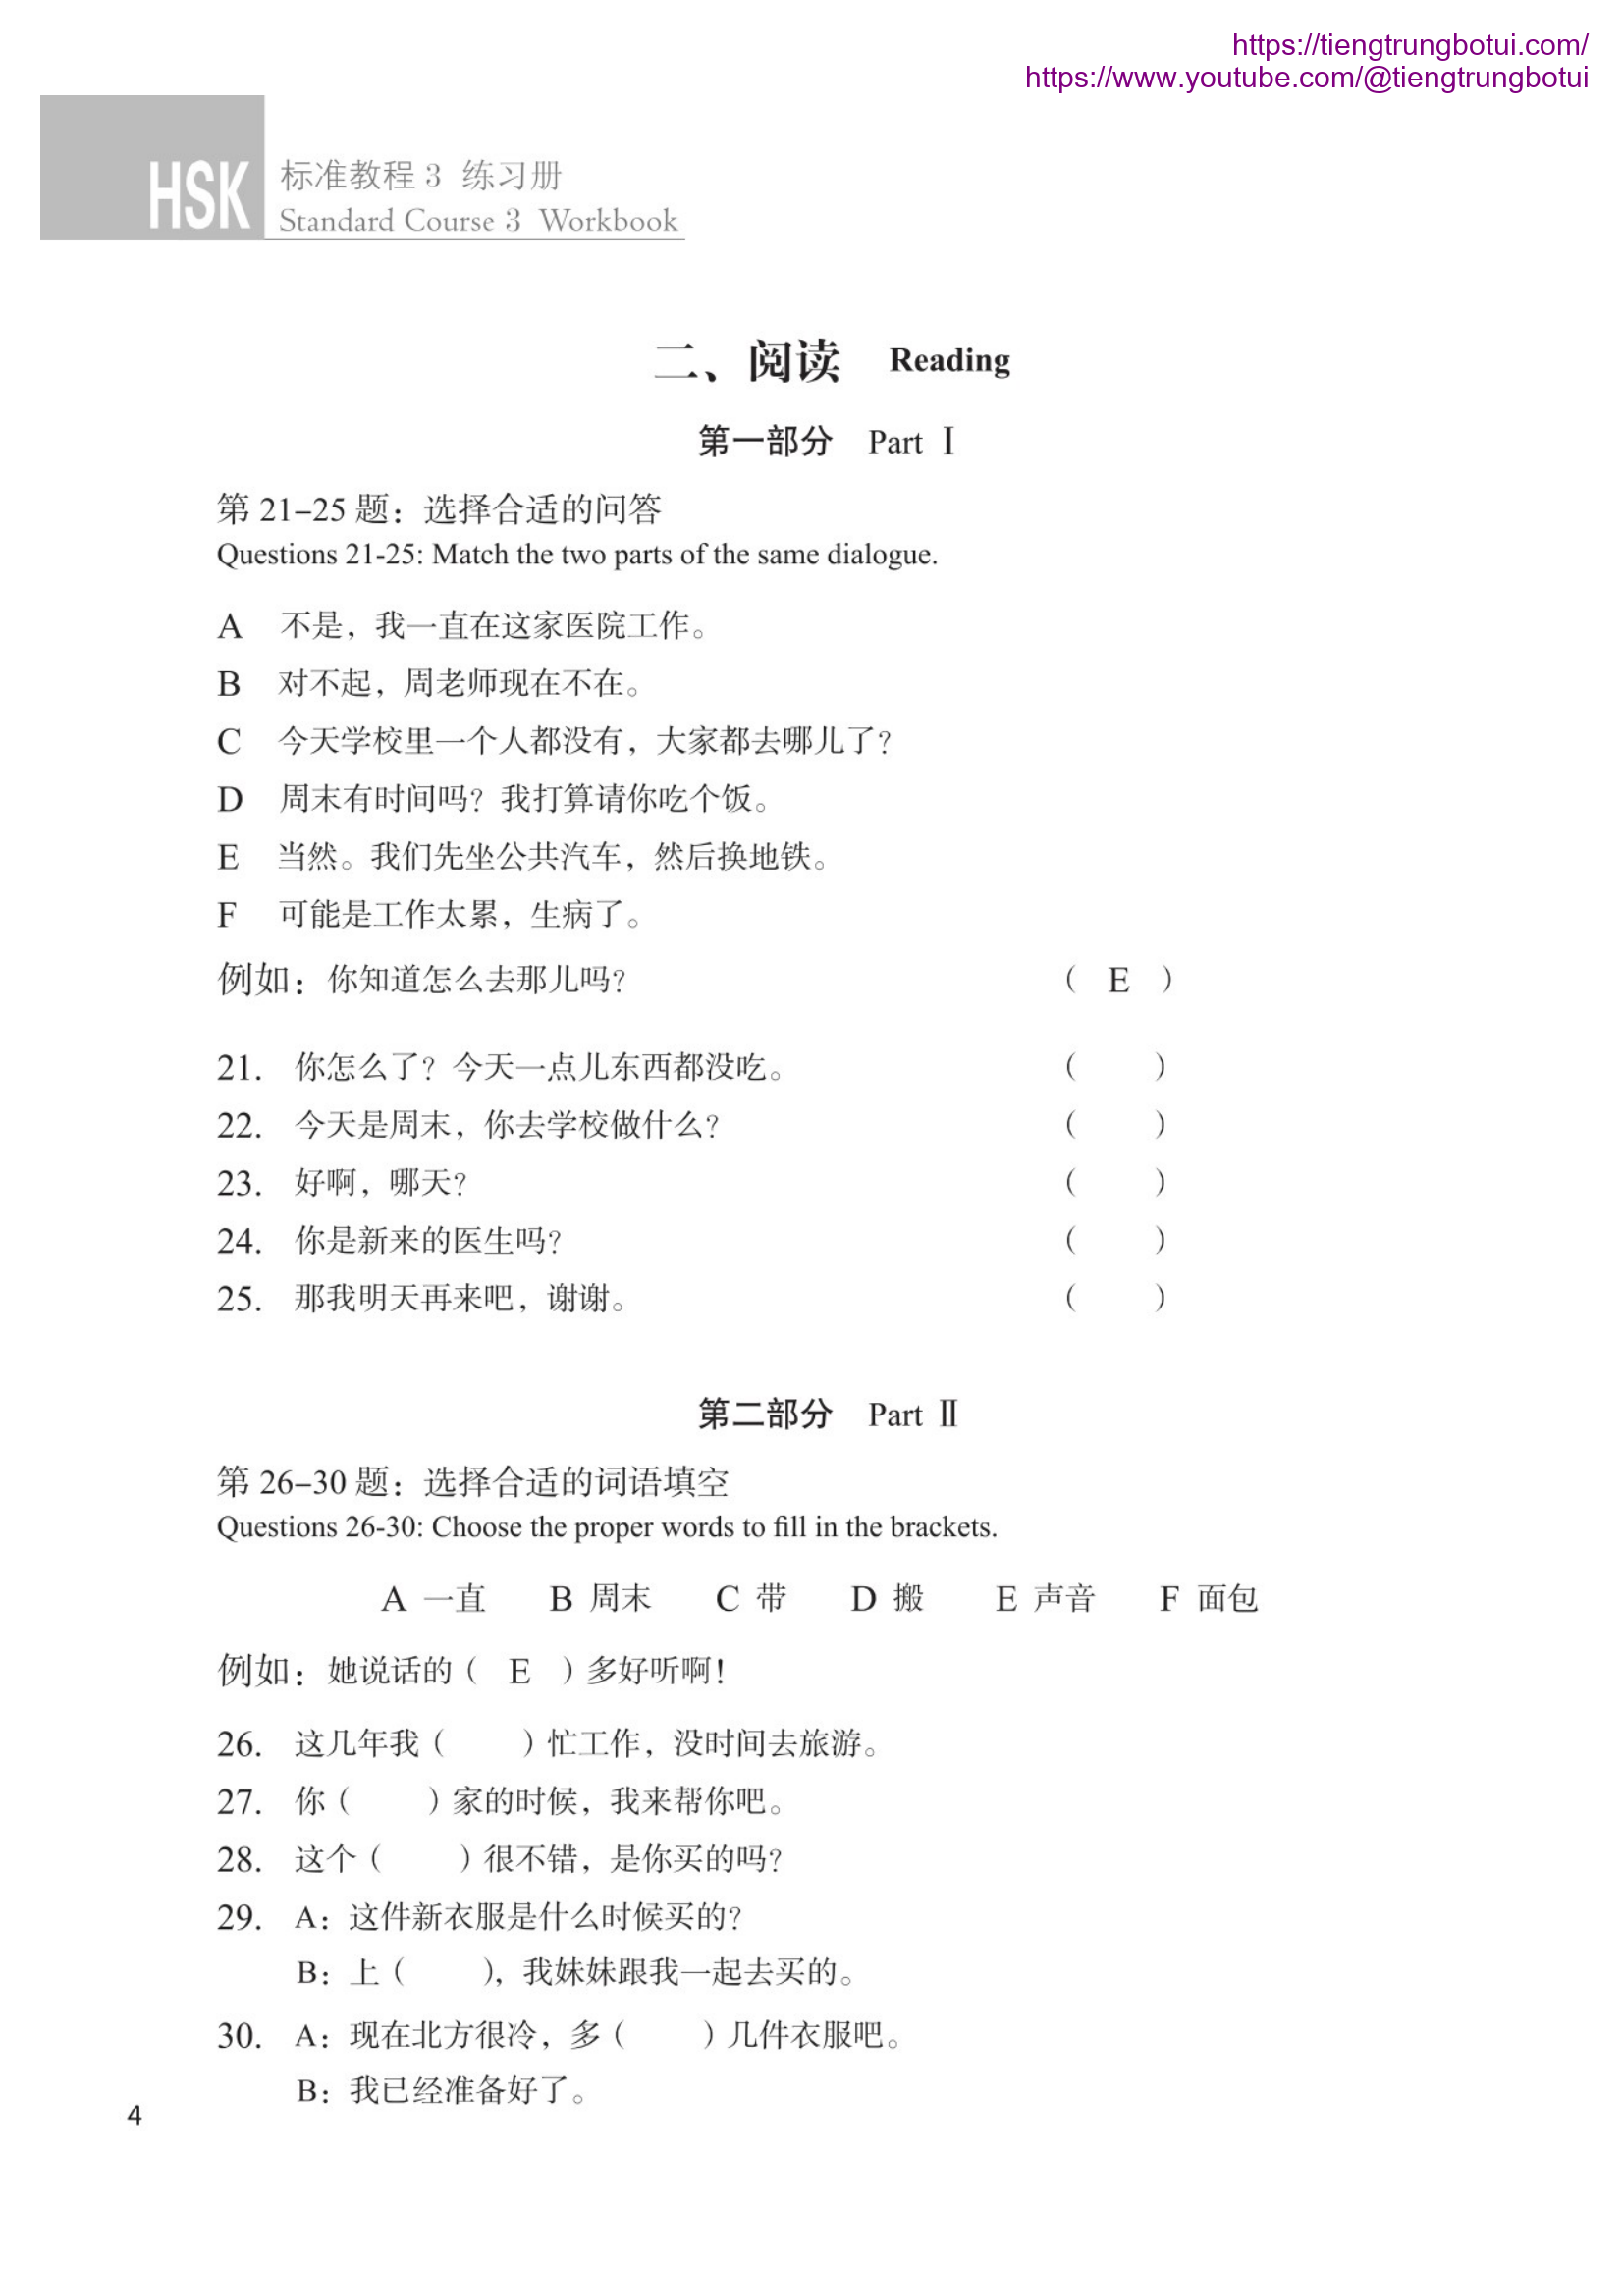 https://tiengtrungbotui.com/
https://www.youtube.com/@tiengtrungbotui
HSK 标准教程 3 练习册
Standard Course 3 Workbook
二、阅读 Reading
第一部分 Part Ⅰ
第 21–25 题：选择合适的问答
Questions 21-25: Match the two parts of the same dialogue.
A 不是，我一直在这家医院工作。
B 对不起，周老师现在不在。
C 今天学校里一个人都没有，大家都去哪儿了？
D 周末有时间吗？我打算请你吃个饭。
E 当然。我们先坐公共汽车，然后换地铁。
F 可能是工作太累，生病了。
例如：你知道怎么去那儿吗？ （ E ）
21. 你怎么了？今天一点儿东西都没吃。 （ ）
22. 今天是周末，你去学校做什么？ （ ）
23. 好啊，哪天？ （ ）
24. 你是新来的医生吗？ （ ）
25. 那我明天再来吧，谢谢。 （ ）
第二部分 Part Ⅱ
第 26–30 题：选择合适的词语填空
Questions 26-30: Choose the proper words to fill in the brackets.
A 一直 B 周末 C 带 D 搬 E 声音 F 面包
例如：她说话的（ E ）多好听啊！
26. 这几年我（ ）忙工作，没时间去旅游。
27. 你（ ）家的时候，我来帮你吧。
28. 这个（ ）很不错，是你买的吗？
29. A：这件新衣服是什么时候买的？
B：上（ ），我妹妹跟我一起去买的。
30. A：现在北方很冷，多（ ）几件衣服吧。
B：我已经准备好了。
4